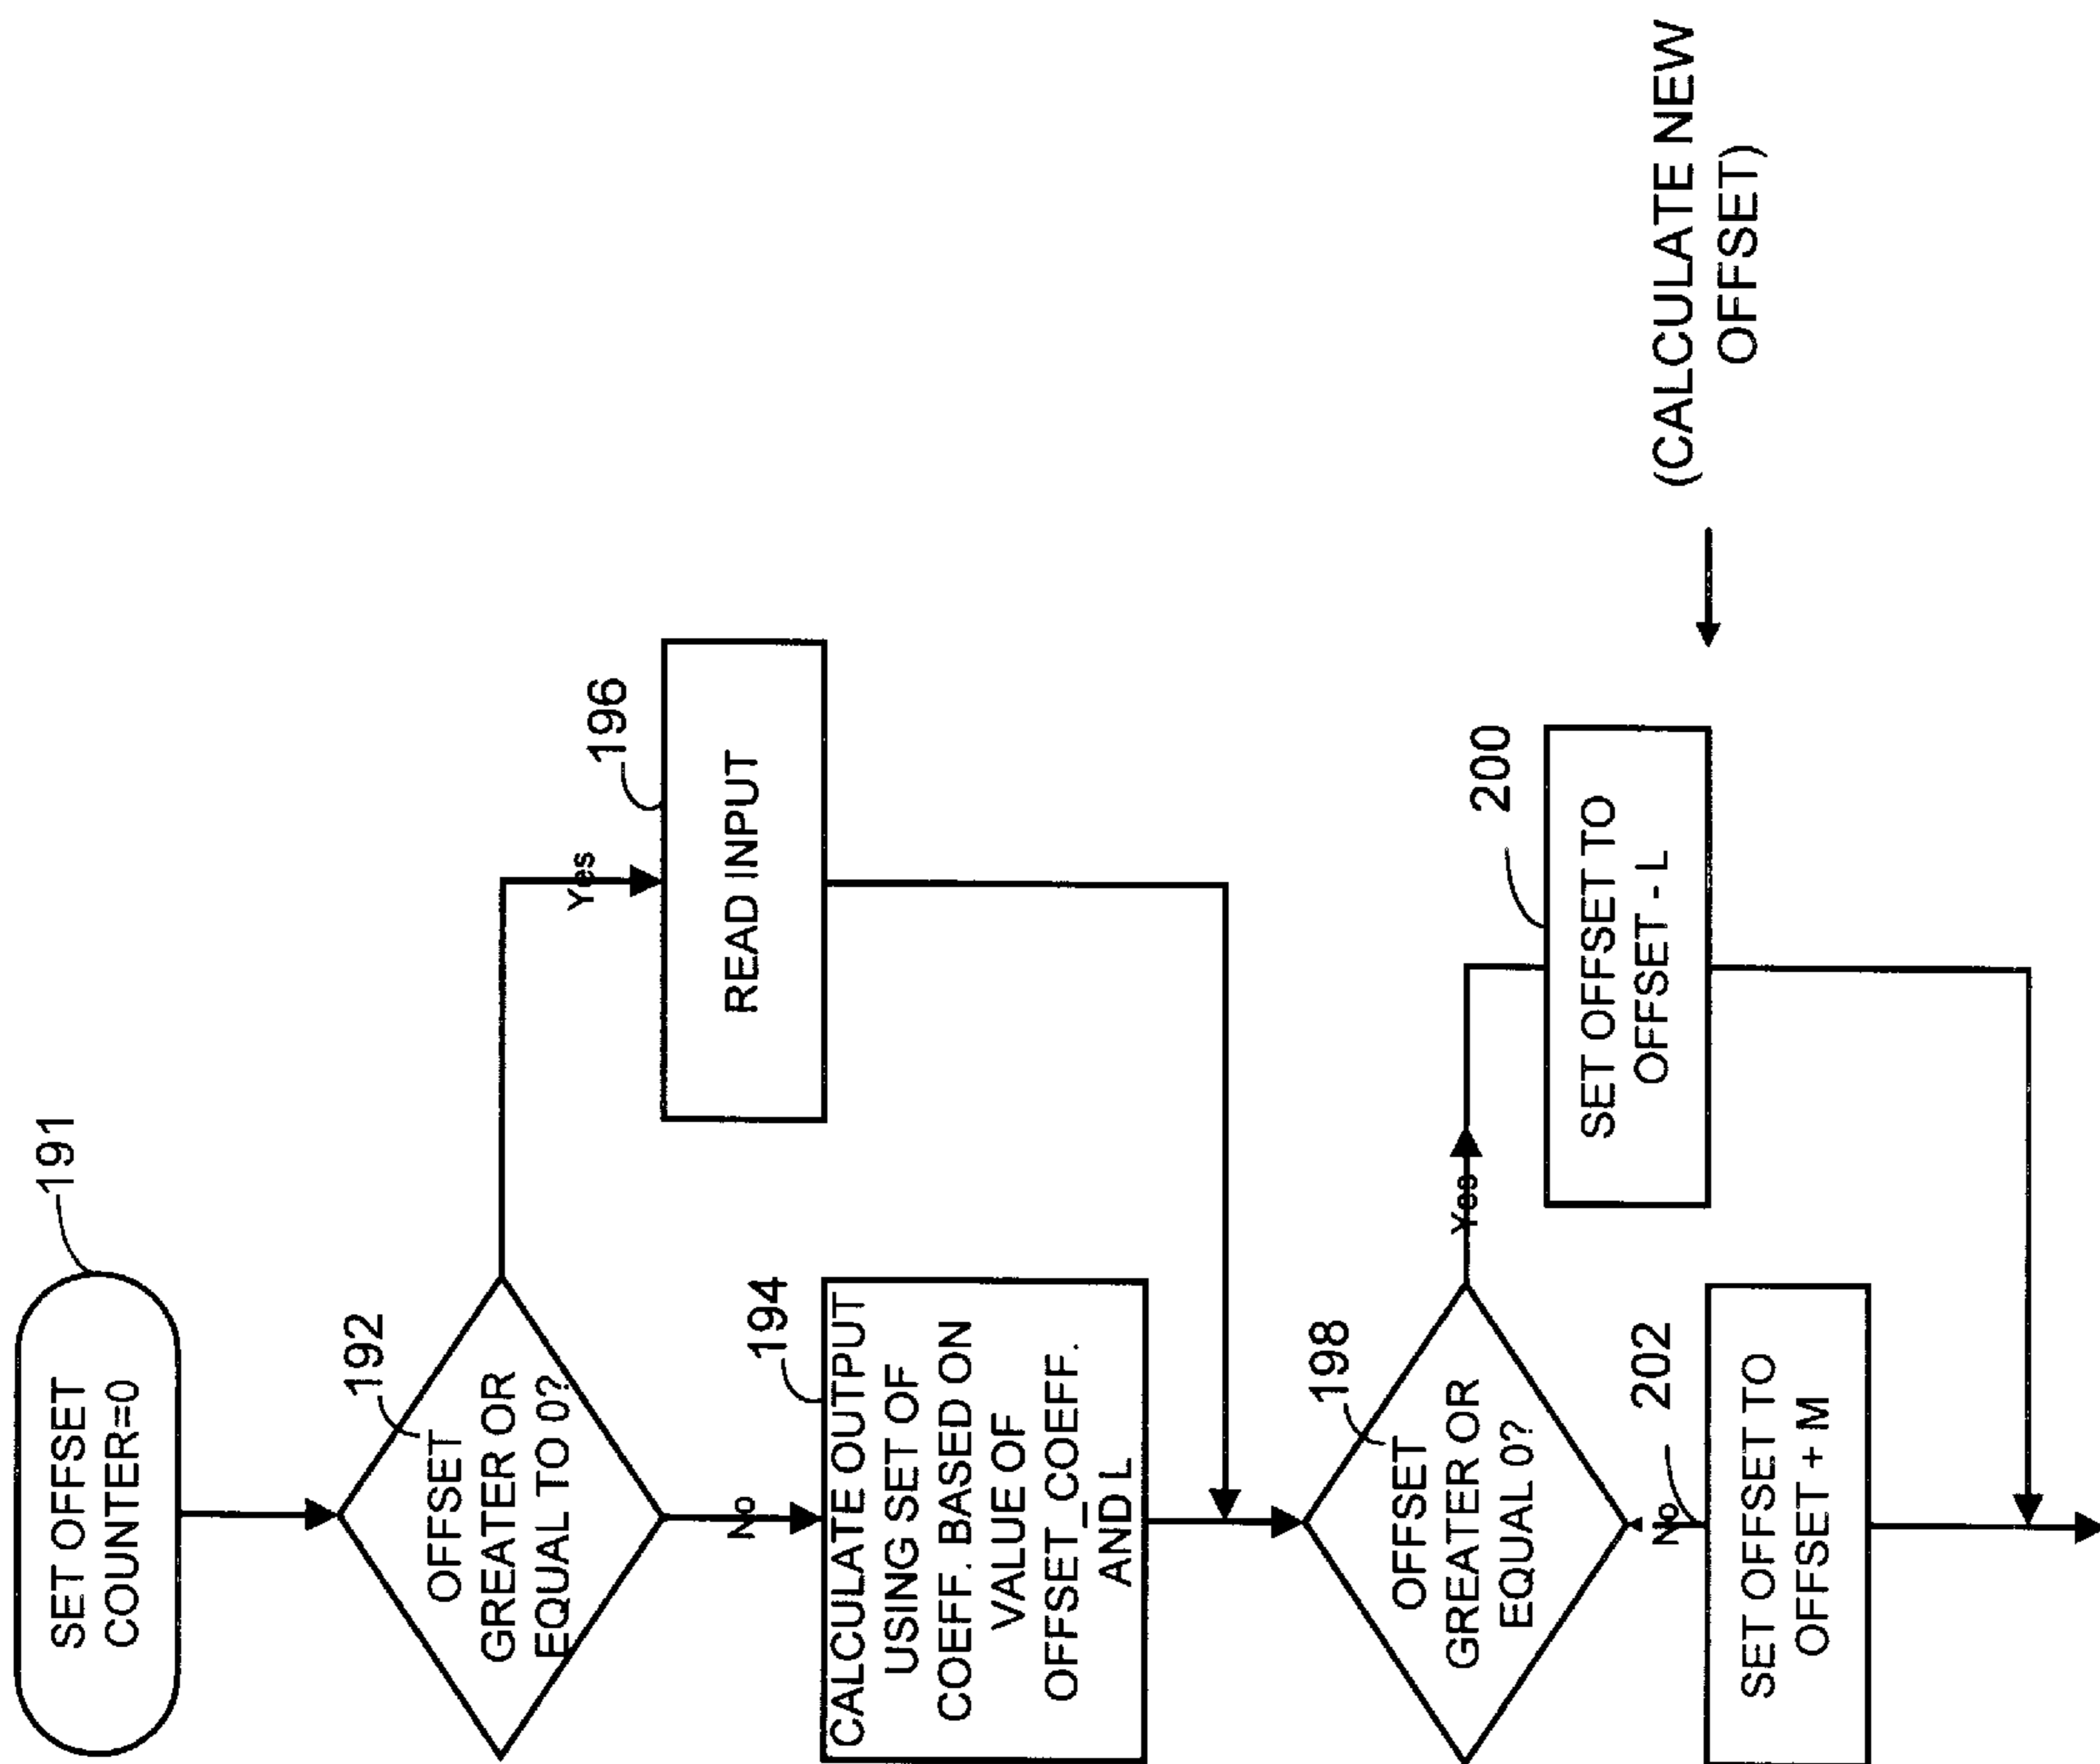 SET OFFSET
COUNTER=0
191
OFFSET
GREATER OR
EQUAL TO 0?
192
Yes
No
READ INPUT
196
CALCULATE OUTPUT
USING SET OF
COEFF. BASED ON
VALUE OF
OFFSET_COEFF.
AND L
194
OFFSET
GREATER OR
EQUAL 0?
198
Yes
No
SET OFFSET TO
OFFSET - L
200
SET OFFSET TO
OFFSET + M
202
(CALCULATE NEW
OFFSET)